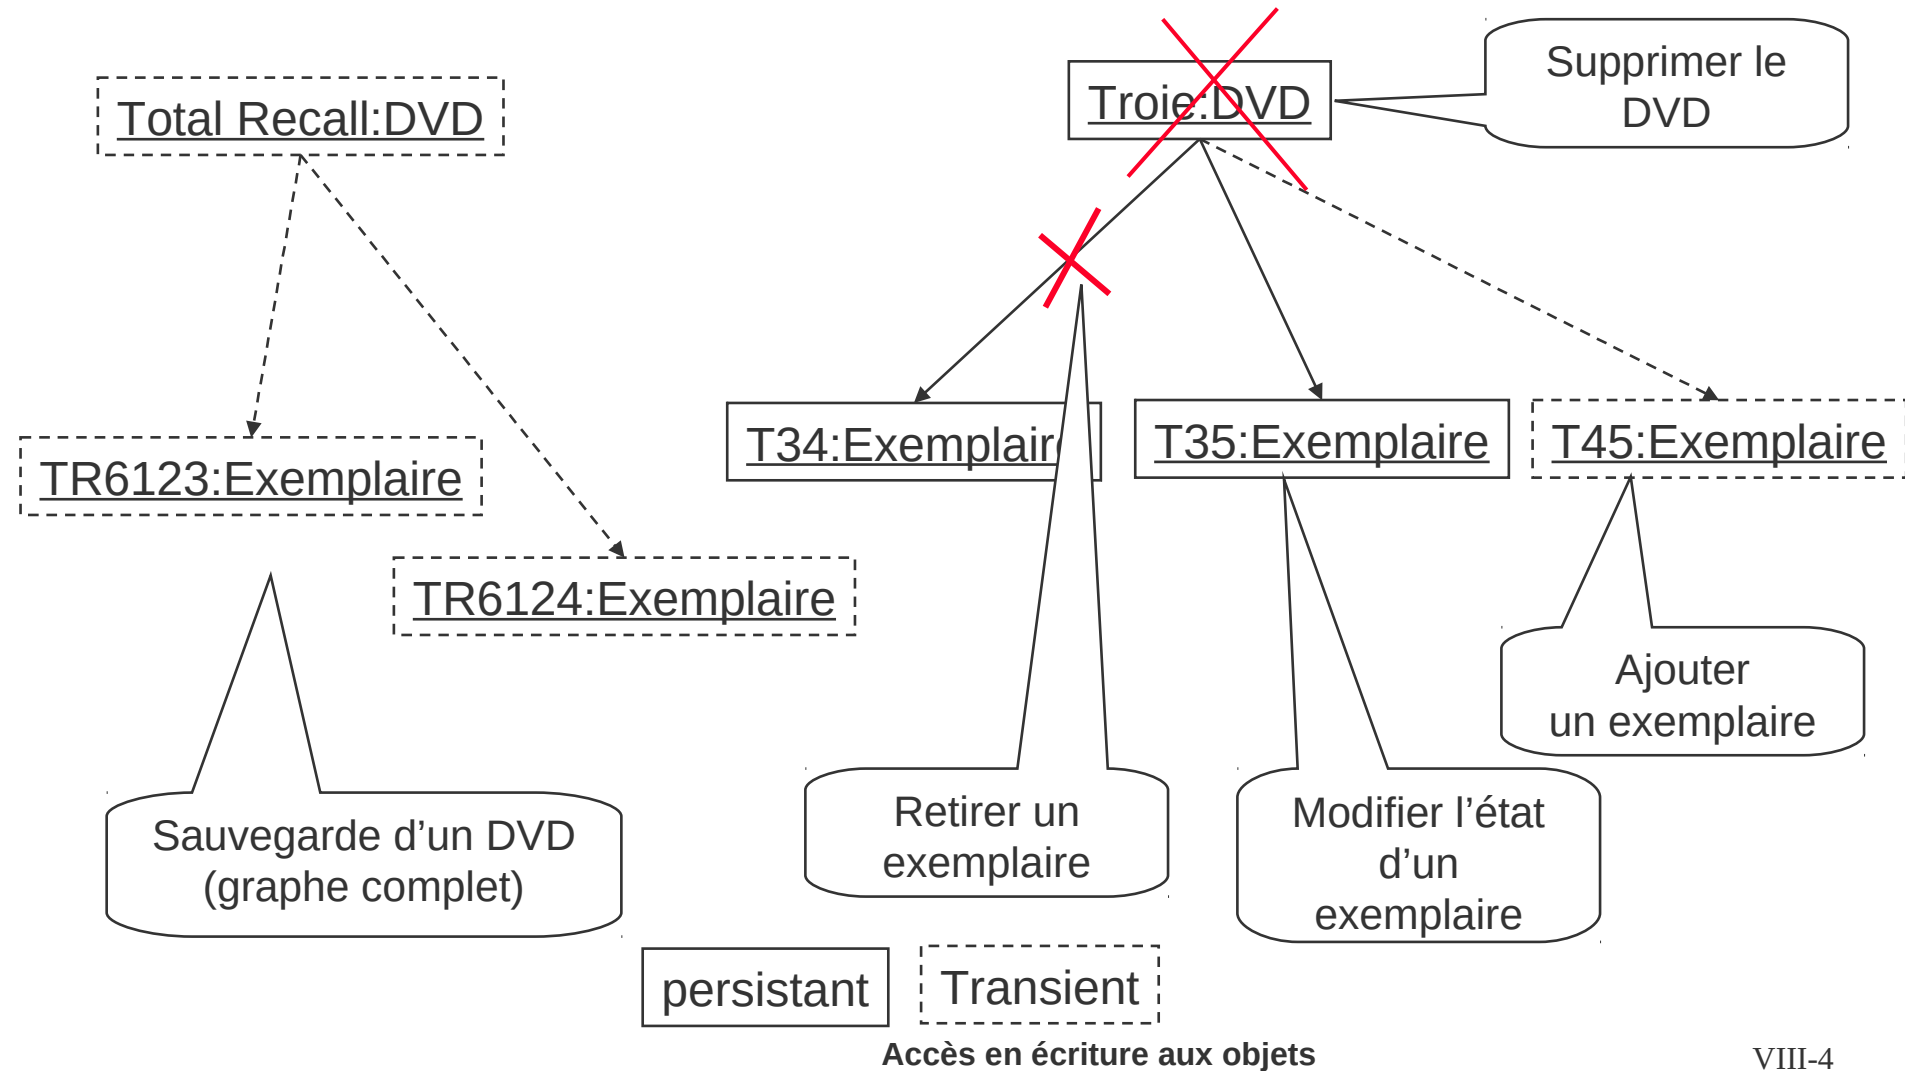 Supprimer le
DVD
Total Recall:DVD
Troie:DVD
T34:Exemplaire
T35:Exemplaire
T45:Exemplaire
TR6123:Exemplaire
TR6124:Exemplaire
Ajouter
un exemplaire
Sauvegarde d’un DVD
(graphe complet)
Retirer un
exemplaire
Modifier l’état
d’un
exemplaire
persistant
Transient
Accès en écriture aux objets
VIII-4